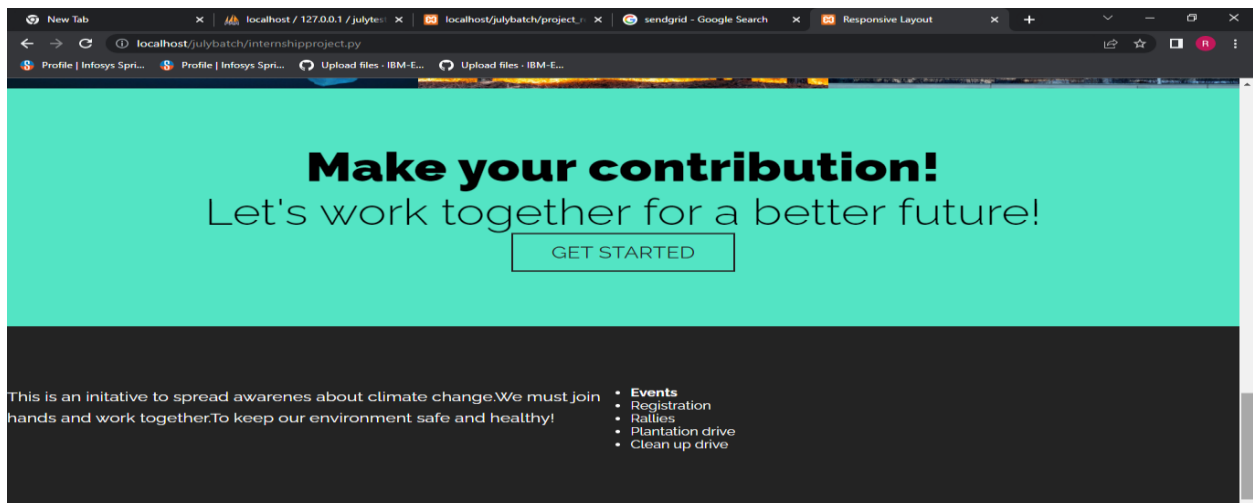 New Tab
localhost / 127.0.0.1 / julytes
localhost/julybatch/project_r
sendgrid - Google Search
Responsive Layout
localhost/julybatch/internshipproject.py
R
Profile | Infosys Spri...
Profile | Infosys Spri...
Upload files · IBM-E...
Upload files · IBM-E...
Make your contribution!
Let's work together for a better future!
GET STARTED
This is an initative to spread awarenes about climate change.We must join
hands and work together.To keep our environment safe and healthy!
• Events
• Registration
• Rallies
• Plantation drive
• Clean up drive